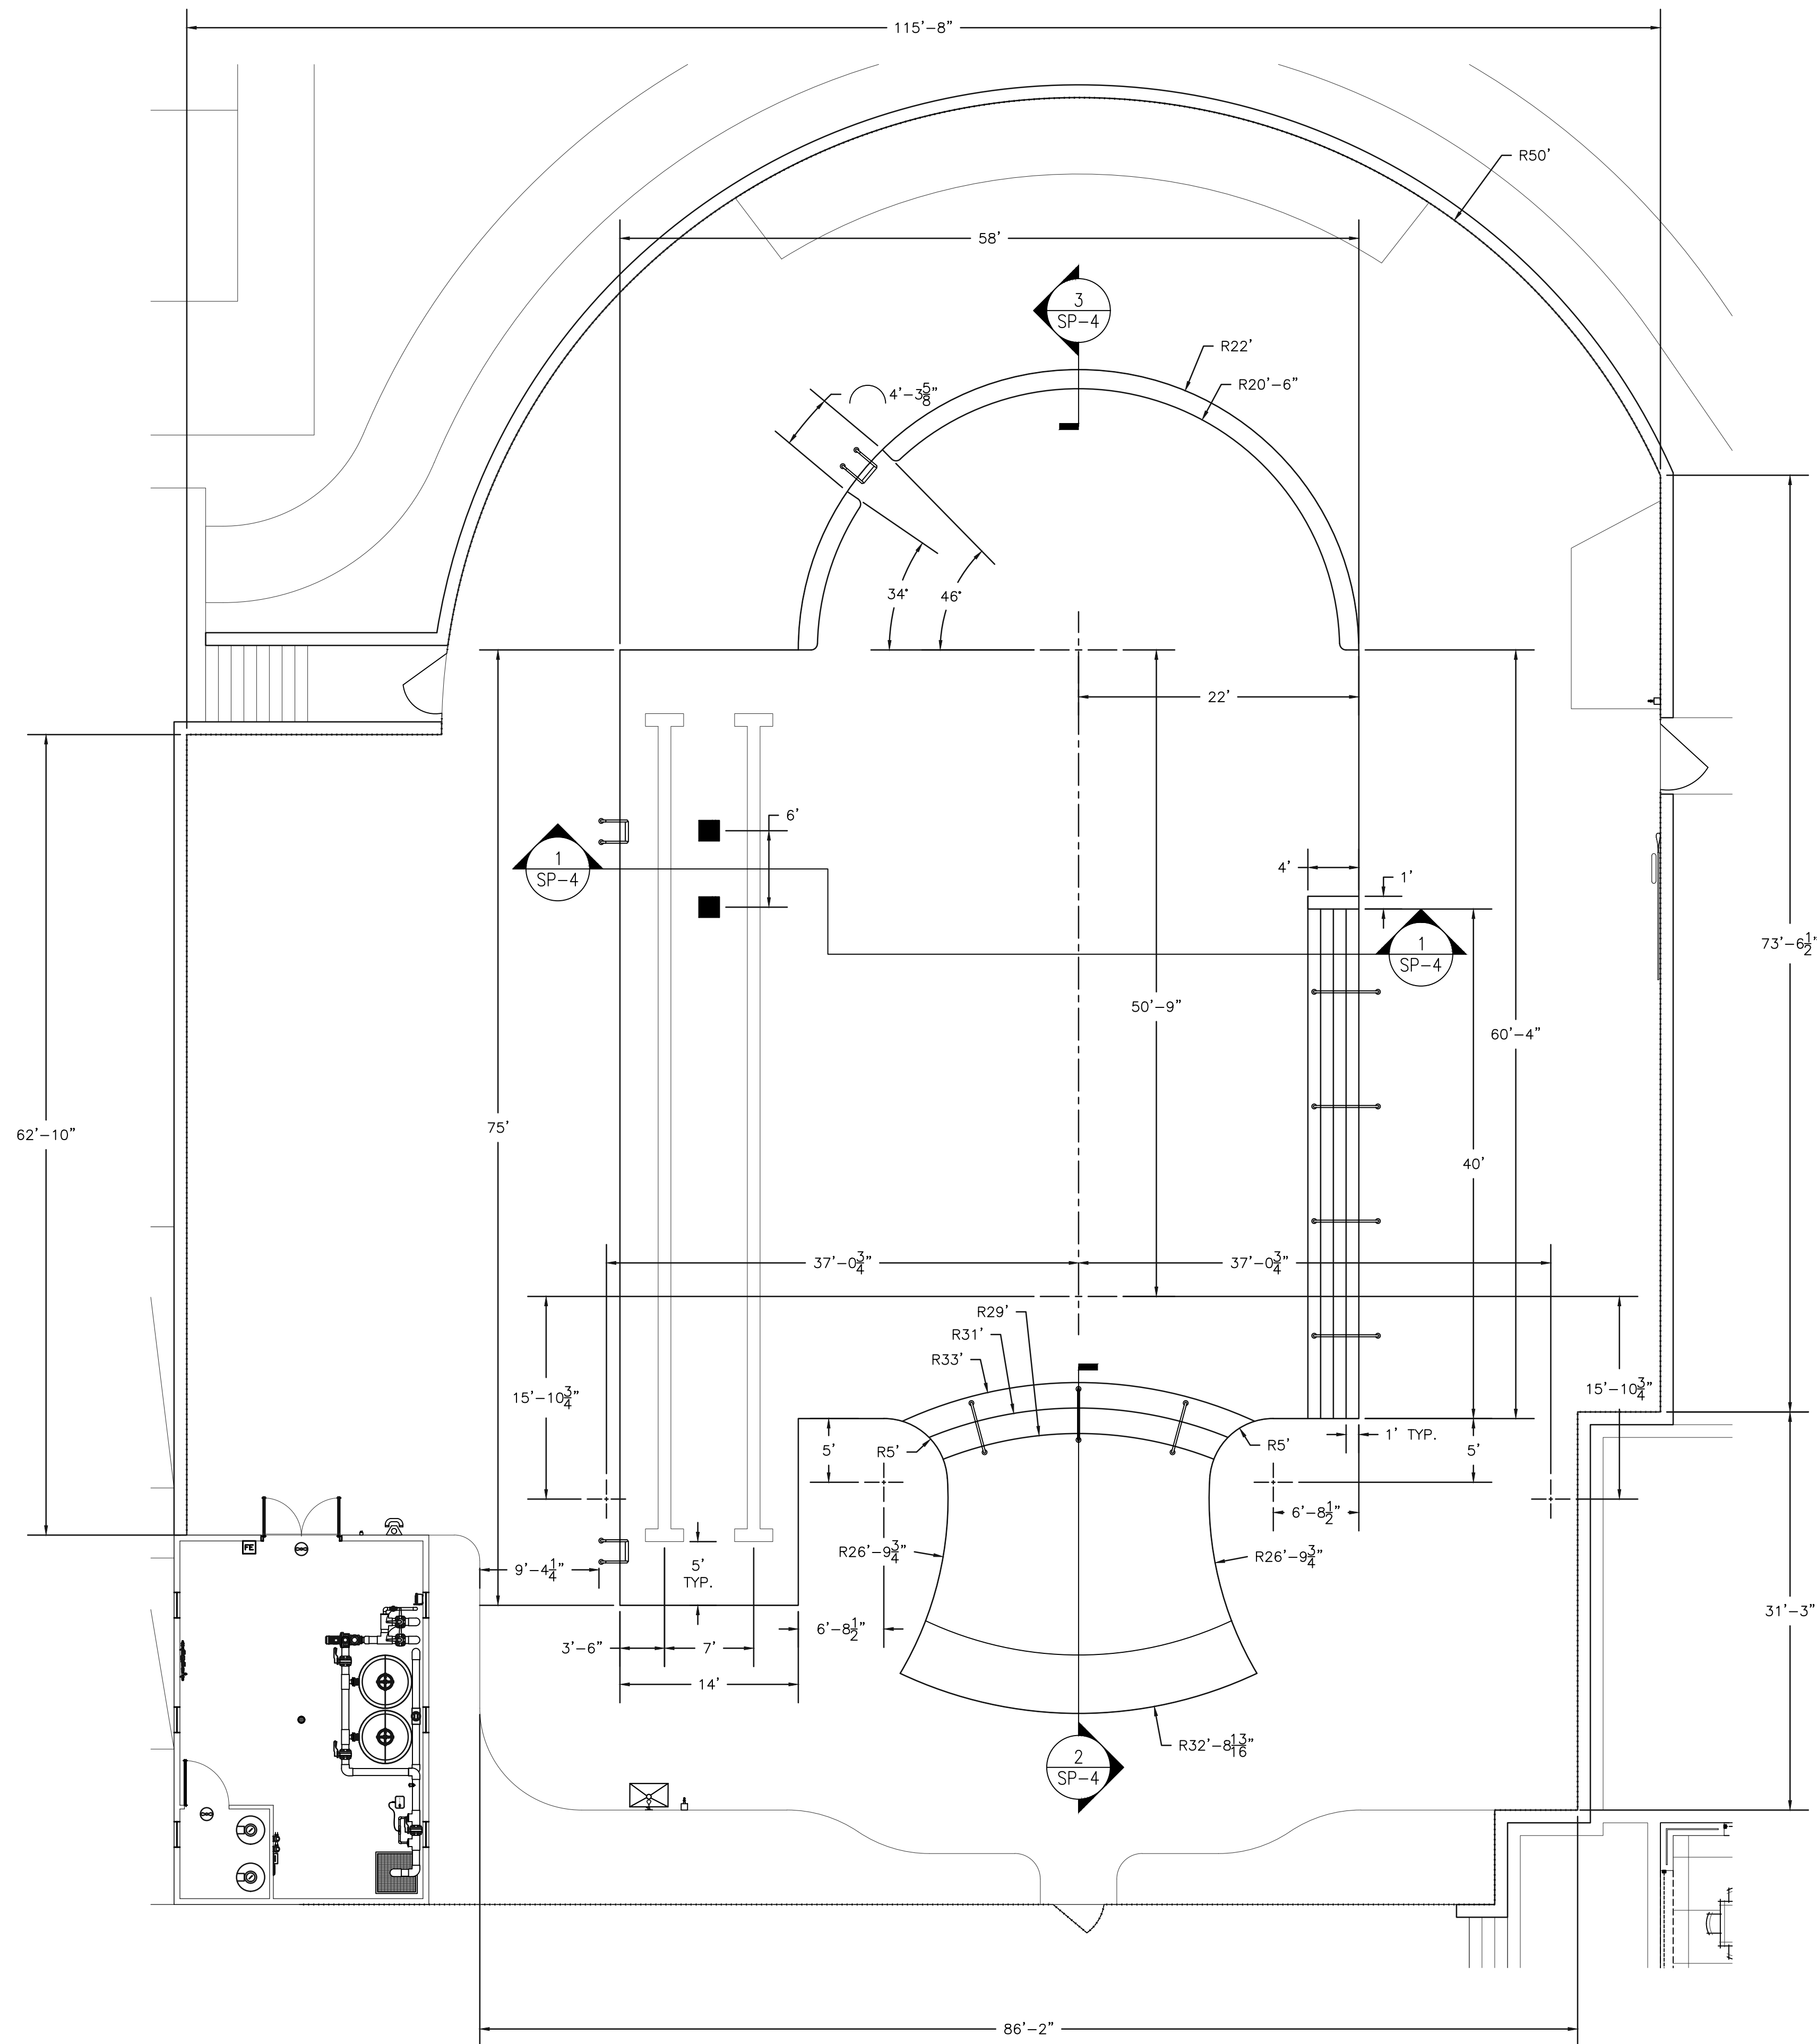 115'-8"
R50'
58'
3
SP-4
R22'
R20'-6"
4'-3 5/8"
34°
46°
22'
6'
1
SP-4
4'
1'
1
SP-4
73'-6 1/2"
50'-9"
60'-4"
75'
62'-10"
40'
37'-0 3/4"
37'-0 3/4"
R29'
R31'
R33'
15'-10 3/4"
15'-10 3/4"
5'
R5'
R5'
1' TYP.
5'
6'-8 1/2"
FE
9'-4 1/4"
5'
TYP.
R26'-9 3/4"
R26'-9 3/4"
31'-3"
3'-6"
7'
6'-8 1/2"
14'
R32'-8 13/16"
2
SP-4
86'-2"